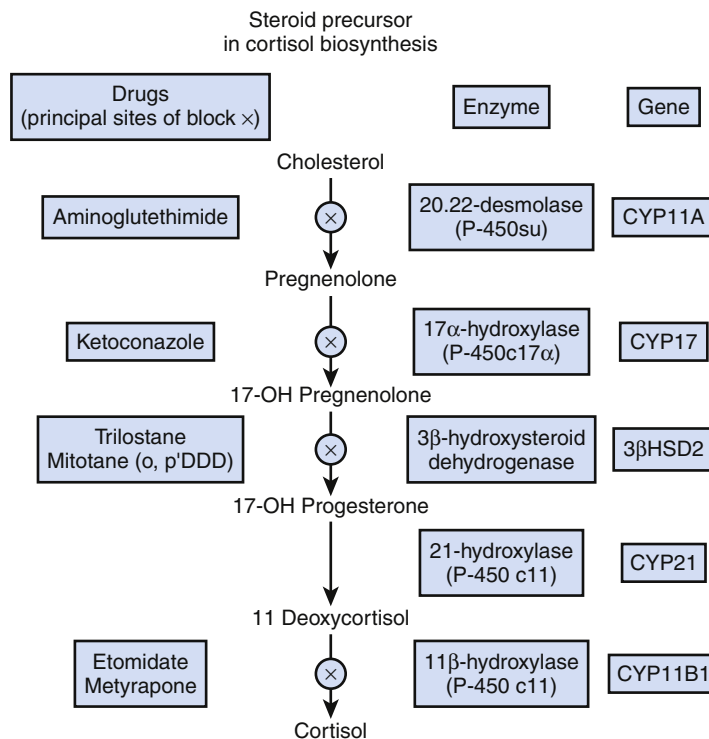 Steroid precursor
in cortisol biosynthesis
Drugs
(principal sites of block ×)
Enzyme
Gene
Cholesterol
Aminoglutethimide
×
20.22-desmolase
(P-450su)
CYP11A
Pregnenolone
Ketoconazole
×
17α-hydroxylase
(P-450c17α)
CYP17
17-OH Pregnenolone
Trilostane
Mitotane (o, p'DDD)
×
3β-hydroxysteroid
dehydrogenase
3βHSD2
17-OH Progesterone
21-hydroxylase
(P-450 c11)
CYP21
11 Deoxycortisol
Etomidate
Metyrapone
×
11β-hydroxylase
(P-450 c11)
CYP11B1
Cortisol